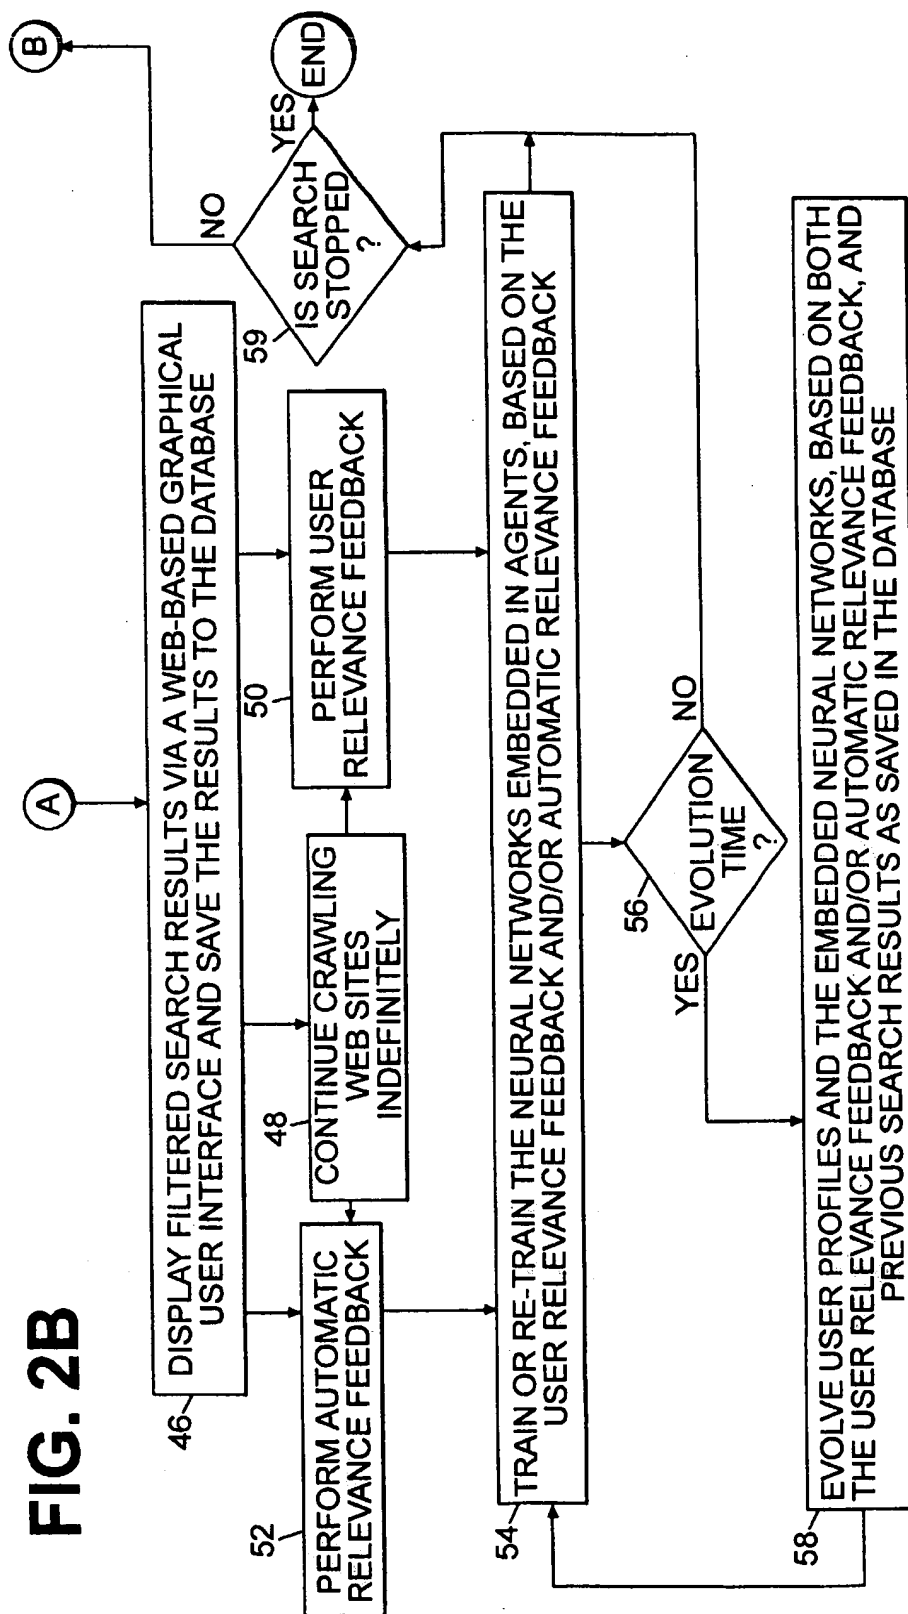 FIG. 2B
A
46
DISPLAY FILTERED SEARCH RESULTS VIA A WEB-BASED GRAPHICAL
USER INTERFACE AND SAVE THE RESULTS TO THE DATABASE
52
PERFORM AUTOMATIC
RELEVANCE FEEDBACK
48
CONTINUE CRAWLING
WEB SITES
INDEFINITELY
50
PERFORM USER
RELEVANCE FEEDBACK
59
IS SEARCH
STOPPED
?
NO
B
YES
END
54
TRAIN OR RE-TRAIN THE NEURAL NETWORKS EMBEDDED IN AGENTS, BASED ON THE
USER RELEVANCE FEEDBACK AND/OR AUTOMATIC RELEVANCE FEEDBACK
56
EVOLUTION
TIME
?
YES
NO
58
EVOLVE USER PROFILES AND THE EMBEDDED NEURAL NETWORKS, BASED ON BOTH
THE USER RELEVANCE FEEDBACK AND/OR AUTOMATIC RELEVANCE FEEDBACK, AND
PREVIOUS SEARCH RESULTS AS SAVED IN THE DATABASE